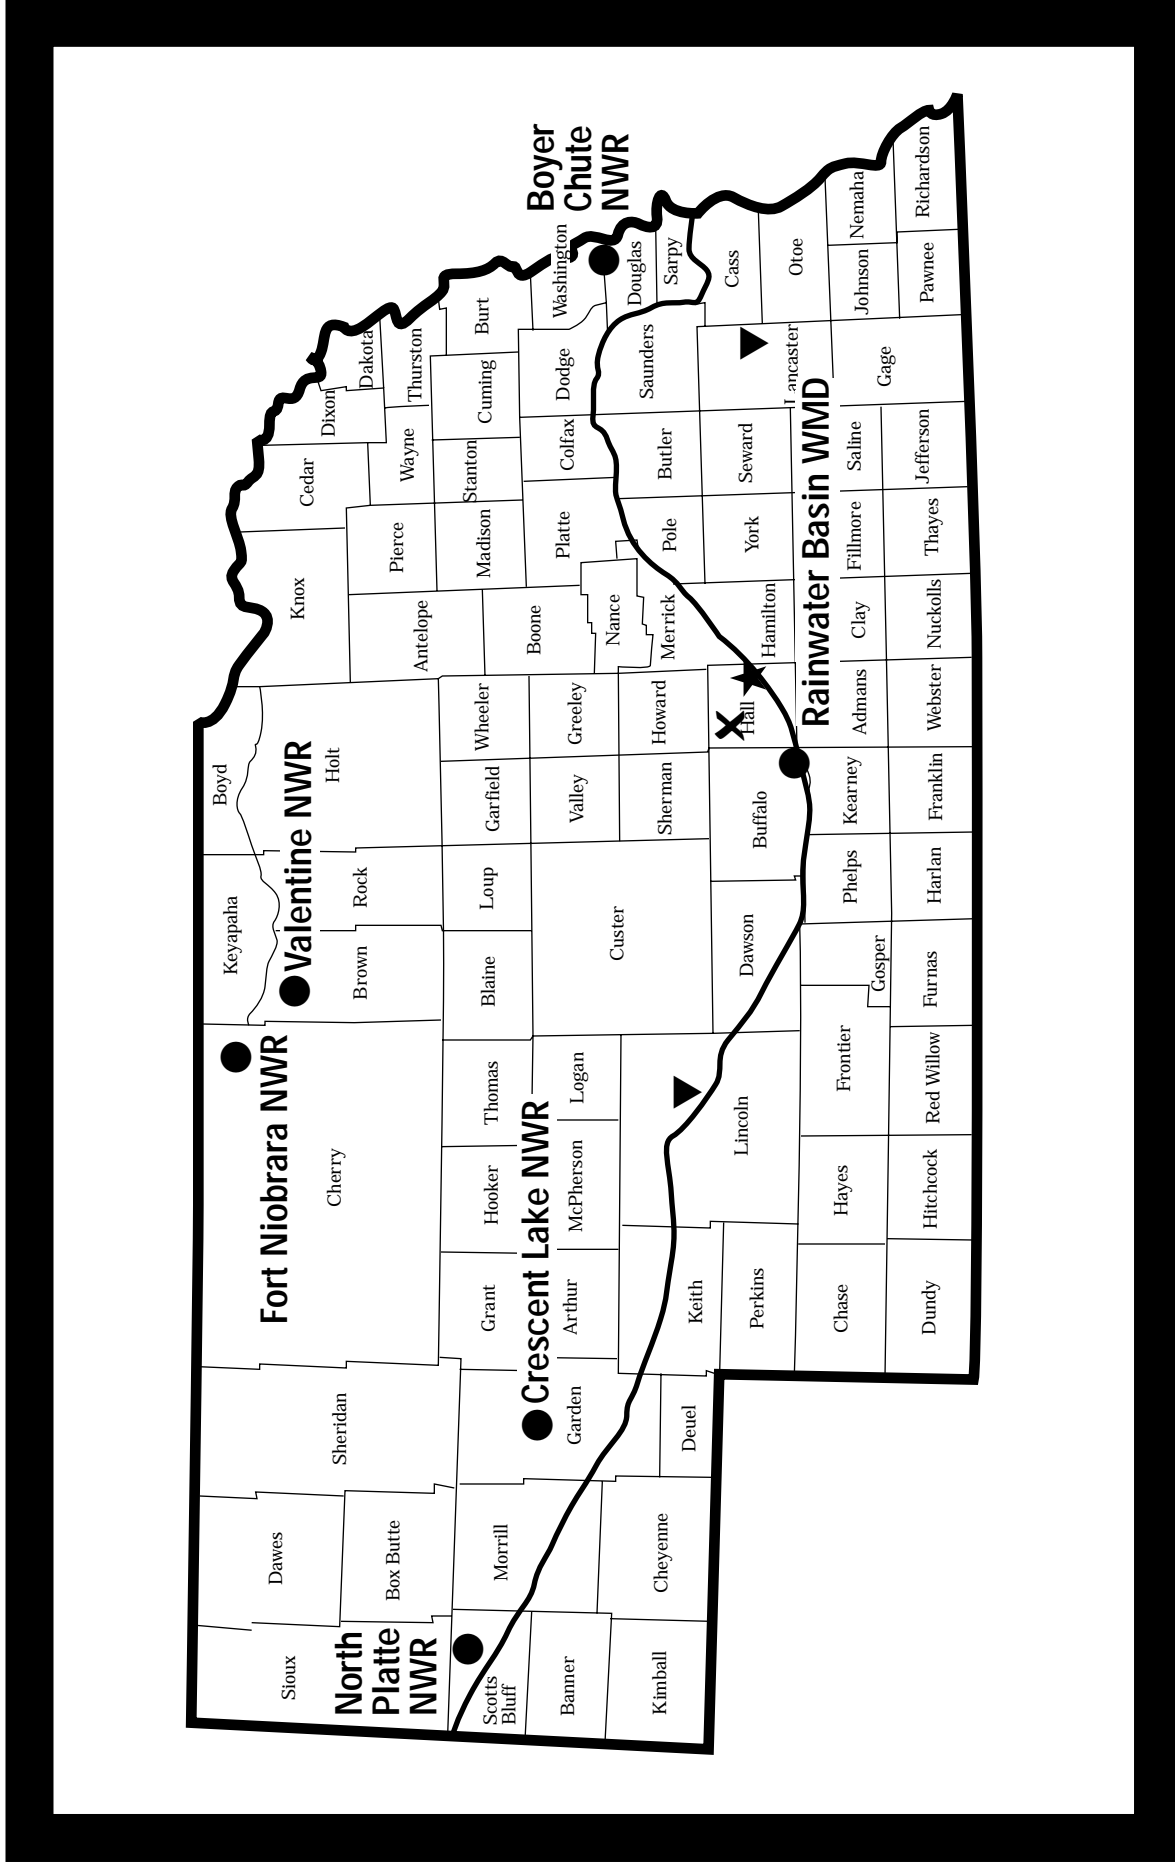 Boyer
Chute
NWR
Valentine NWR
Fort Niobrara NWR
Crescent Lake NWR
North
Platte
NWR
Rainwater Basin WMD
X
Sioux
Dawes
Sheridan
Box Butte
Cherry
Keyapaha
Boyd
Brown
Rock
Holt
Knox
Cedar
Dixon
Dakota
Pierce
Wayne
Thurston
Antelope
Madison
Stanton
Cuming
Burt
Scotts
Bluff
Morrill
Garden
Grant
Hooker
Thomas
Blaine
Loup
Garfield
Wheeler
Boone
Platte
Colfax
Dodge
Washington
Banner
Arthur
McPherson
Logan
Custer
Valley
Greeley
Nance
Merrick
Pole
Butler
Saunders
Douglas
Sarpy
Kimball
Cheyenne
Deuel
Keith
Lincoln
Sherman
Howard
Perkins
Dawson
Buffalo
Hall
Hamilton
York
Seward
Lancaster
Cass
Otoe
Chase
Hayes
Frontier
Gosper
Phelps
Kearney
Admans
Clay
Fillmore
Saline
Gage
Johnson
Nemaha
Dundy
Hitchcock
Red Willow
Furnas
Harlan
Franklin
Webster
Nuckolls
Thayes
Jefferson
Pawnee
Richardson